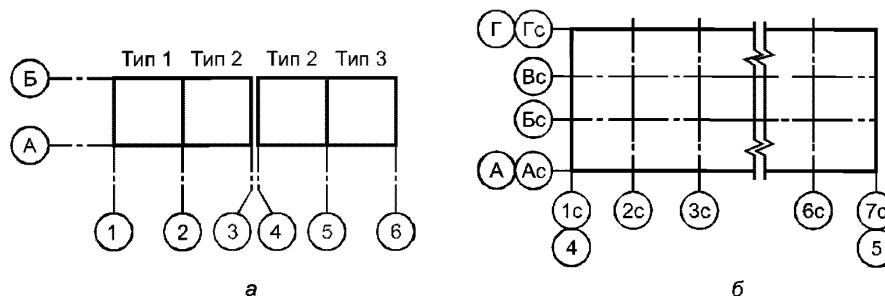 Тип 1 Тип 2 Тип 2 Тип 3
Б
А
1 2 3 4 5 6
а
Г Гс
Вс
Бс
А Ас
1с 2с 3с 6с 7с
4 5
б